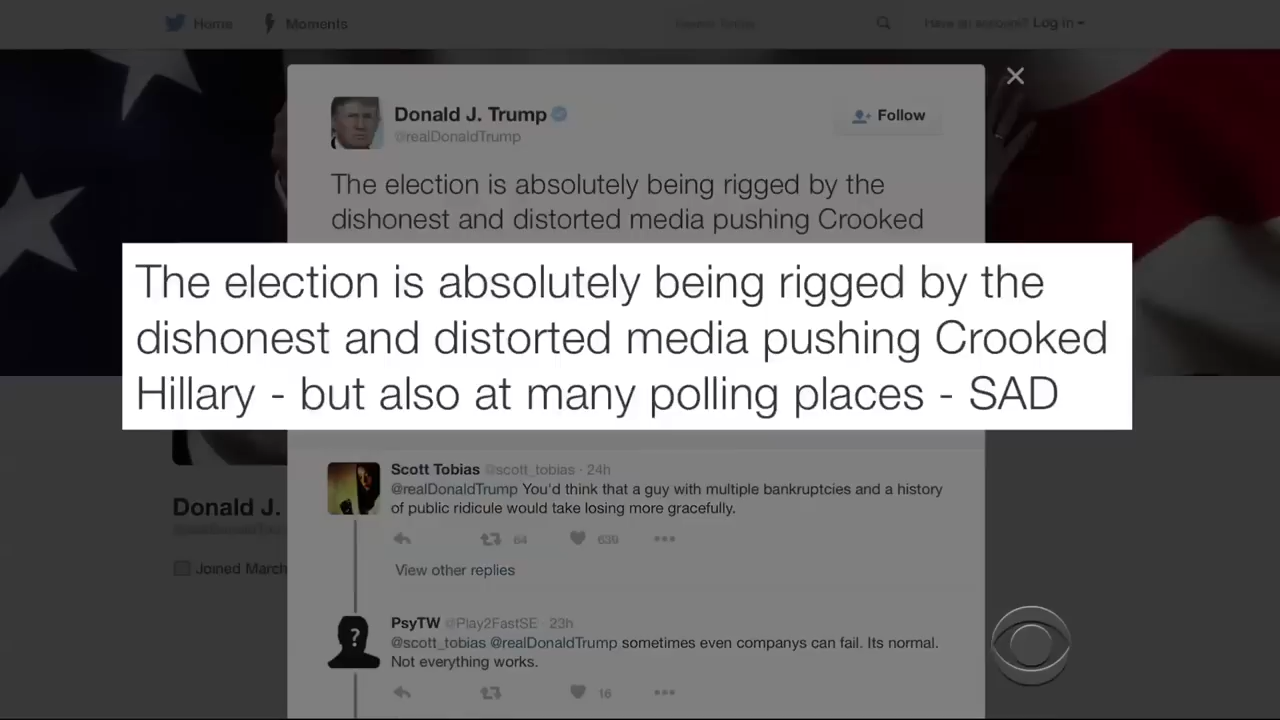 Home
Moments
Log in
Donald J. Trump
@realDonaldTrump
Follow
The election is absolutely being rigged by the
dishonest and distorted media pushing Crooked
The election is absolutely being rigged by the
dishonest and distorted media pushing Crooked
Hillary - but also at many polling places - SAD
Scott Tobias @scott_tobias · 24h
@realDonaldTrump You'd think that a guy with multiple bankruptcies and a history
of public ridicule would take losing more gracefully.
64 639
View other replies
Donald J.
Joined March
PsyTW @Play2FastSE · 23h
@scott_tobias @realDonaldTrump sometimes even companys can fail. Its normal.
Not everything works.
16